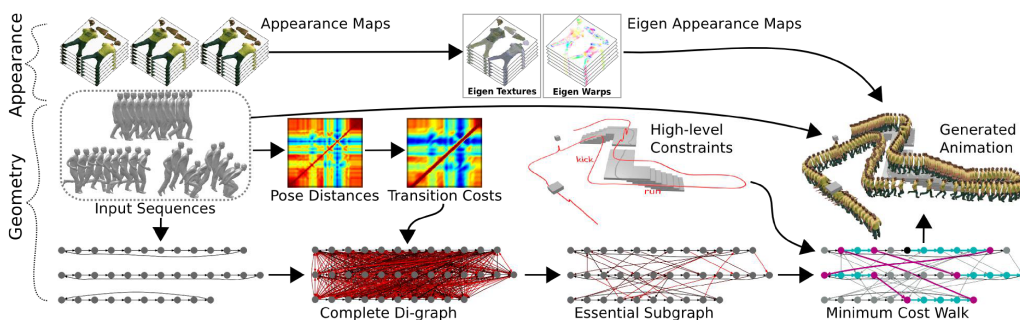 Appearance
Appearance Maps
Eigen Appearance Maps
Eigen Textures
Eigen Warps
Geometry
Input Sequences
Pose Distances
Transition Costs
High-level
Constraints
kick
run
Generated
Animation
Complete Di-graph
Essential Subgraph
Minimum Cost Walk